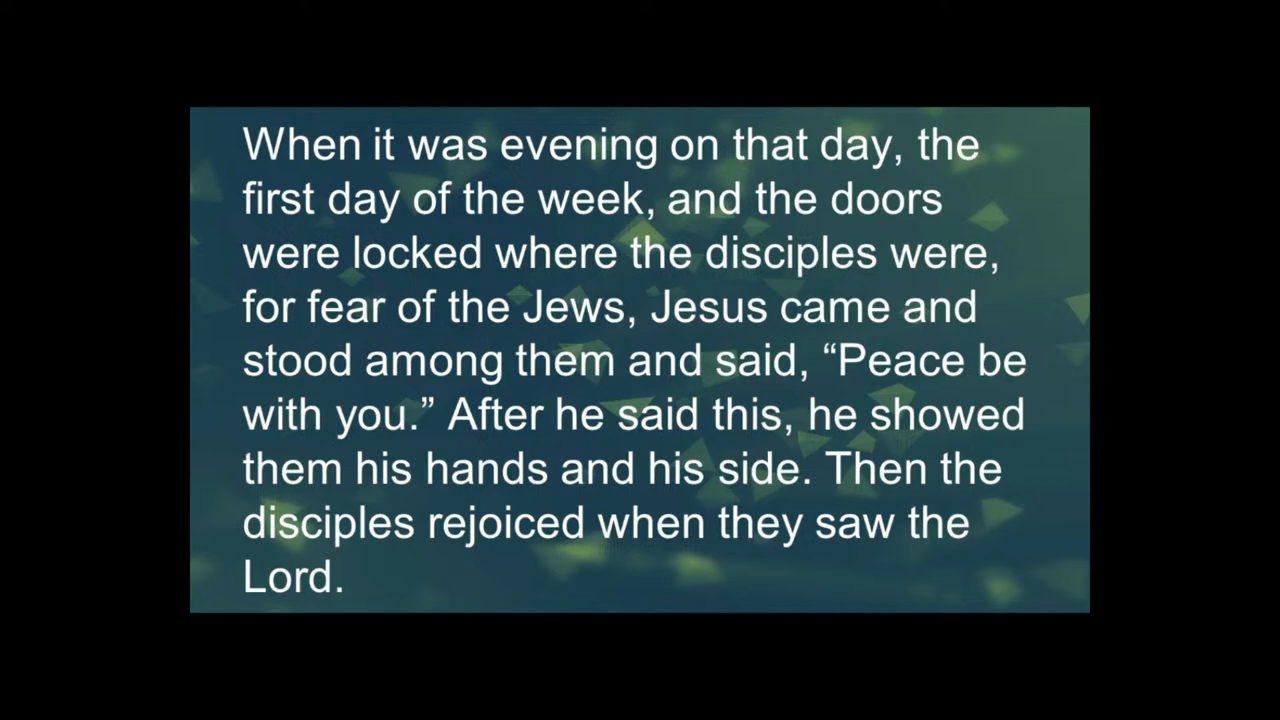 When it was evening on that day, the
first day of the week, and the doors
were locked where the disciples were,
for fear of the Jews, Jesus came and
stood among them and said, “Peace be
with you.” After he said this, he showed
them his hands and his side. Then the
disciples rejoiced when they saw the
Lord.